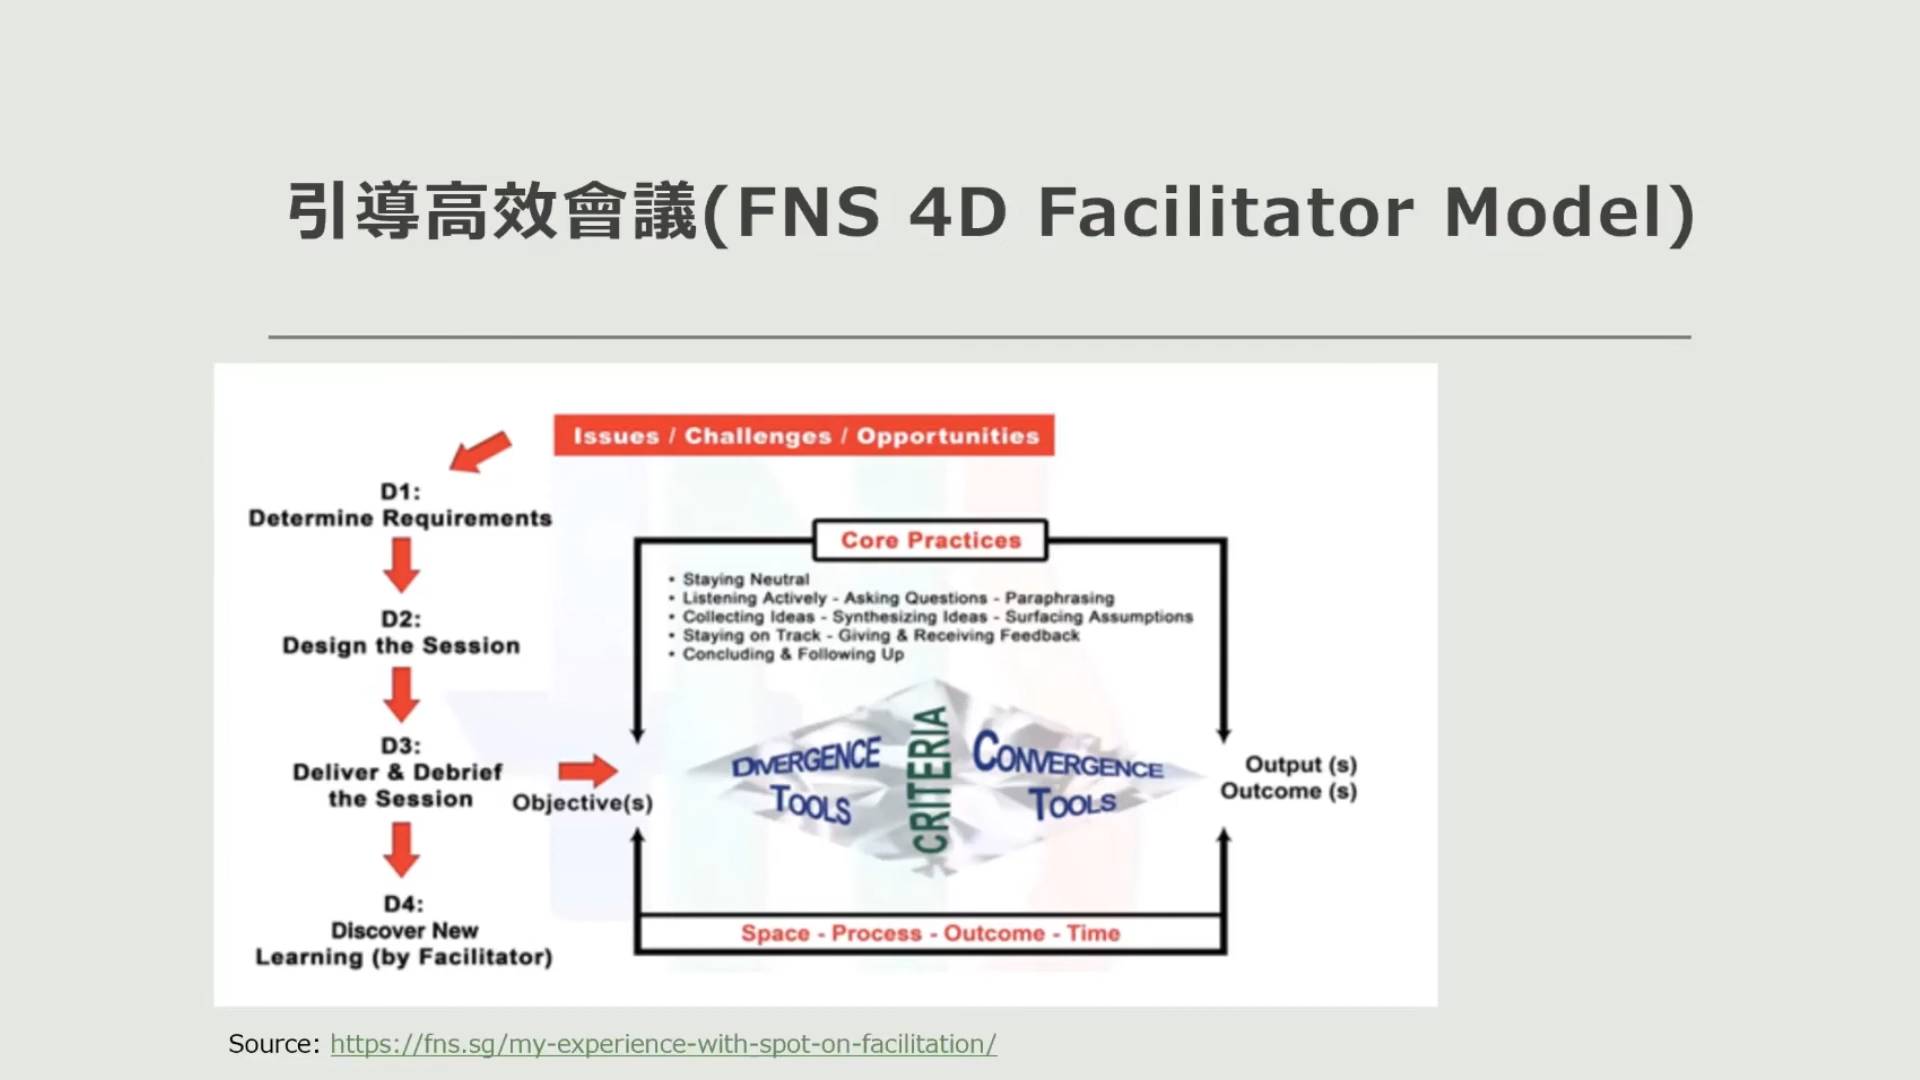 引導高效會議(FNS 4D Facilitator Model)
Issues / Challenges / Opportunities
D1:
Determine Requirements
D2:
Design the Session
D3:
Deliver & Debrief
the Session
Objective(s)
D4:
Discover New
Learning (by Facilitator)
Core Practices
• Staying Neutral
• Listening Actively - Asking Questions - Paraphrasing
• Collecting Ideas - Synthesizing Ideas - Surfacing Assumptions
• Staying on Track - Giving & Receiving Feedback
• Concluding & Following Up
DIVERGENCE
TOOLS
CRITERIA
CONVERGENCE
TOOLS
Output (s)
Outcome (s)
Space - Process - Outcome - Time
Source: https://fns.sg/my-experience-with-spot-on-facilitation/